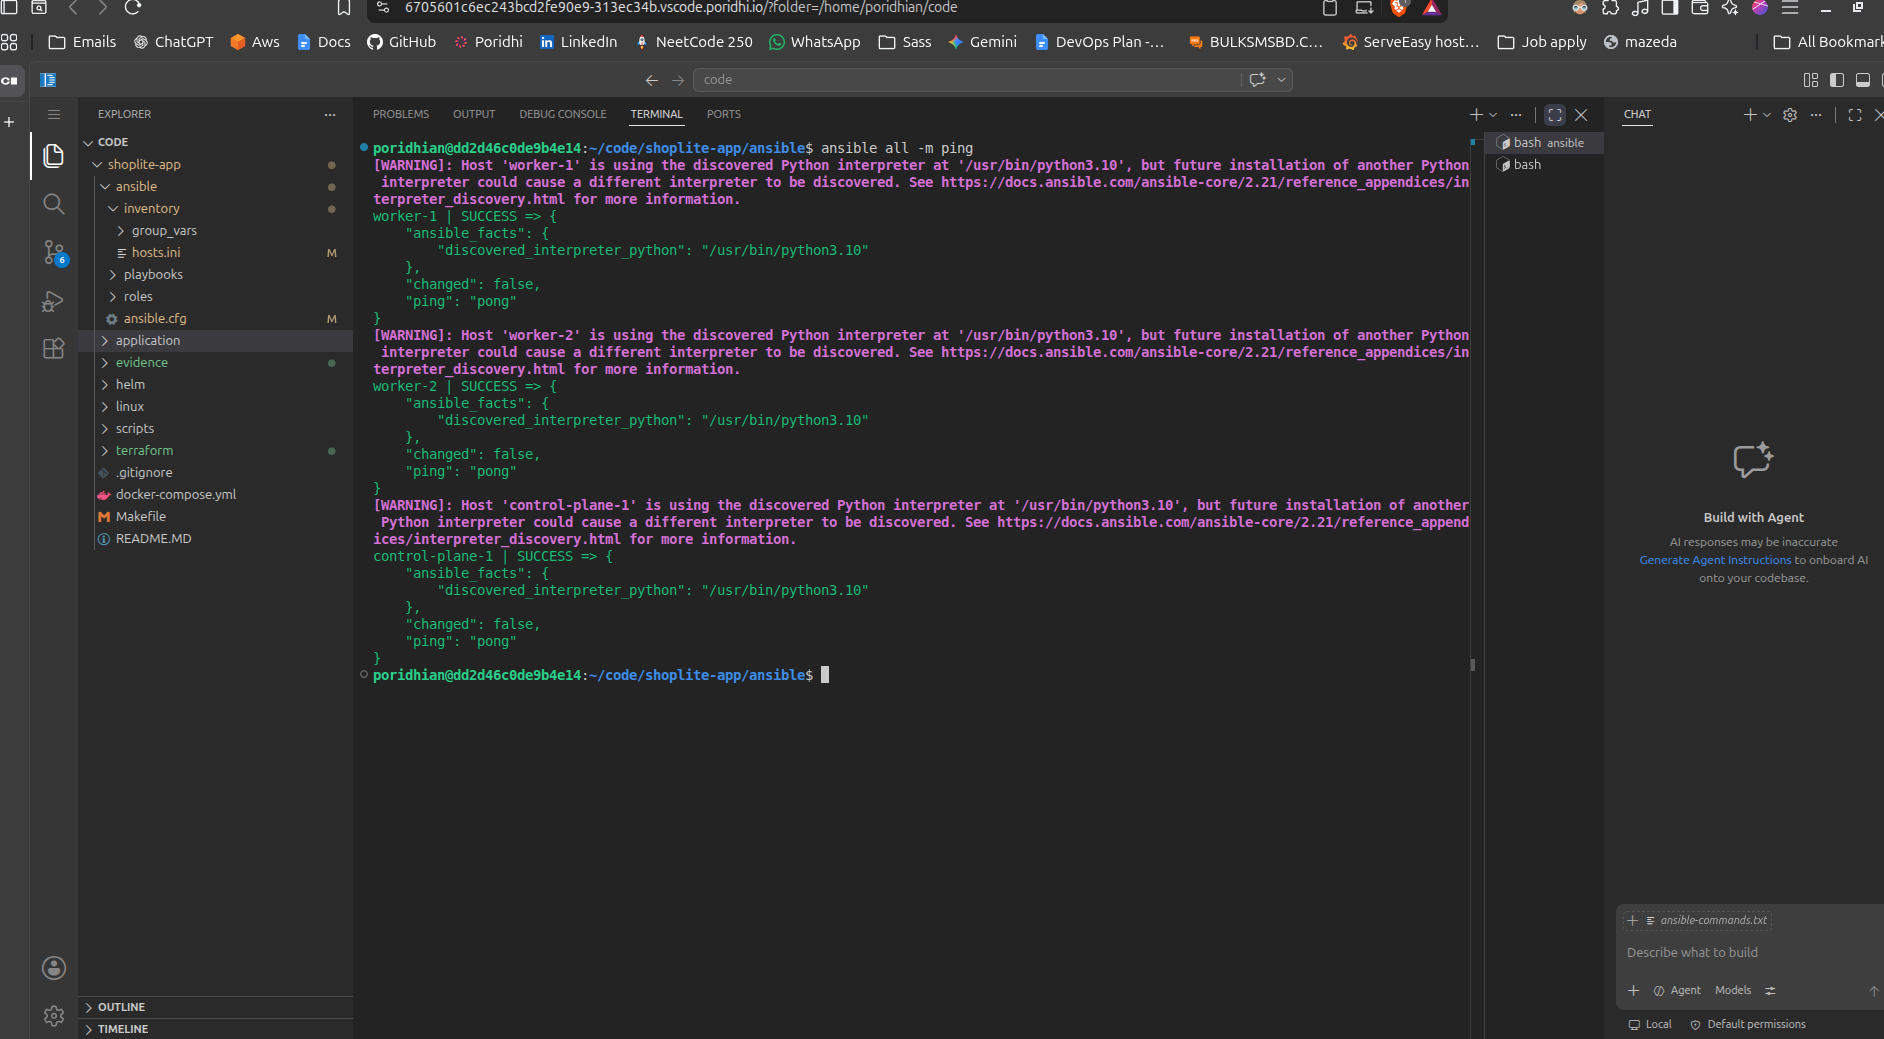 6705601c6ec243bcd2fe90e9-313ec34b.vscode.poridhi.io/?folder=/home/poridhian/code
Emails ChatGPT Aws Docs GitHub Poridhi LinkedIn NeetCode 250 WhatsApp Sass Gemini DevOps Plan -... BULKSMSBD.C... ServeEasy host... Job apply mazeda All Bookmark
code
EXPLORER
CODE
shoplite-app
ansible
inventory
group_vars
hosts.ini M
playbooks
roles
ansible.cfg M
application
evidence
helm
linux
scripts
terraform
.gitignore
docker-compose.yml
Makefile
README.MD
OUTLINE
TIMELINE
6
PROBLEMS OUTPUT DEBUG CONSOLE TERMINAL PORTS
poridhian@dd2d46c0de9b4e14:~/code/shoplite-app/ansible$ ansible all -m ping
[WARNING]: Host 'worker-1' is using the discovered Python interpreter at '/usr/bin/python3.10', but future installation of another Python
interpreter could cause a different interpreter to be discovered. See https://docs.ansible.com/ansible-core/2.21/reference_appendices/in
terpreter_discovery.html for more information.
worker-1 | SUCCESS => {
"ansible_facts": {
"discovered_interpreter_python": "/usr/bin/python3.10"
},
"changed": false,
"ping": "pong"
}
[WARNING]: Host 'worker-2' is using the discovered Python interpreter at '/usr/bin/python3.10', but future installation of another Python
interpreter could cause a different interpreter to be discovered. See https://docs.ansible.com/ansible-core/2.21/reference_appendices/in
terpreter_discovery.html for more information.
worker-2 | SUCCESS => {
"ansible_facts": {
"discovered_interpreter_python": "/usr/bin/python3.10"
},
"changed": false,
"ping": "pong"
}
[WARNING]: Host 'control-plane-1' is using the discovered Python interpreter at '/usr/bin/python3.10', but future installation of another
Python interpreter could cause a different interpreter to be discovered. See https://docs.ansible.com/ansible-core/2.21/reference_append
ices/interpreter_discovery.html for more information.
control-plane-1 | SUCCESS => {
"ansible_facts": {
"discovered_interpreter_python": "/usr/bin/python3.10"
},
"changed": false,
"ping": "pong"
}
poridhian@dd2d46c0de9b4e14:~/code/shoplite-app/ansible$
bash ansible
bash
CHAT
Build with Agent
AI responses may be inaccurate
Generate Agent Instructions to onboard AI
onto your codebase.
ansible-commands.txt
Describe what to build
Agent Models
Local Default permissions